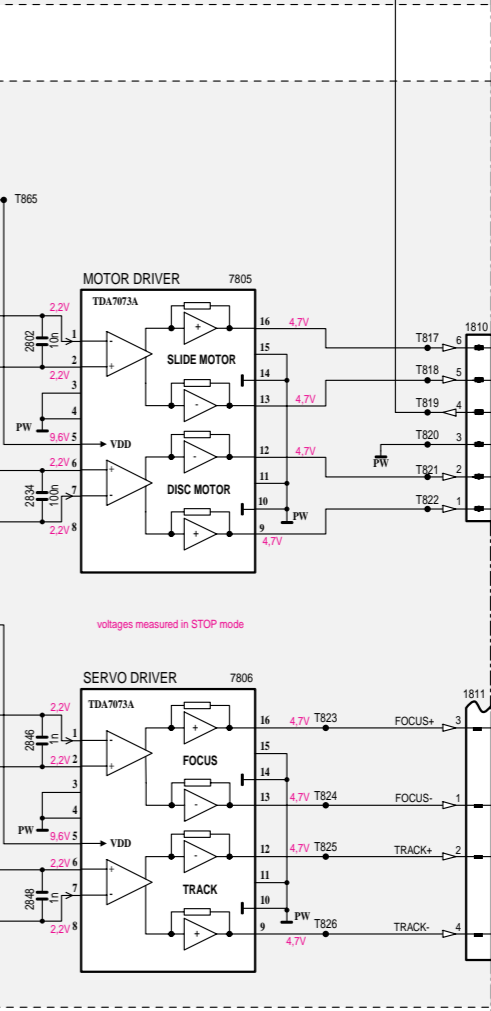 T865
MOTOR DRIVER 7805
TDA7073A
2,2V
1
2802
10n
2,2V
2
3
4
PW
9,6V 5
VDD
2,2V 6
2834
100n
7
2,2V 8
- + + -
+
SLIDE MOTOR
-
-
DISC MOTOR
+
16 4,7V
15
14
13 4,7V
12 4,7V
11
10
PW
9
4,7V
1810
T817 6
T818 5
T819 4
T820 3
PW
T821 2
T822 1
voltages measured in STOP mode
SERVO DRIVER 7806
TDA7073A
2,2V
1
2846
1n
2,2V 2
3
4
PW
9,6V 5
VDD
2,2V 6
2848
1n
7
2,2V 8
- + + -
+
FOCUS
-
-
TRACK
+
1811
16 4,7V T823 FOCUS+ 3
15
14
13 4,7V T824 FOCUS- 1
12 4,7V T825 TRACK+ 2
11
10
PW
9 4,7V T826 TRACK- 4